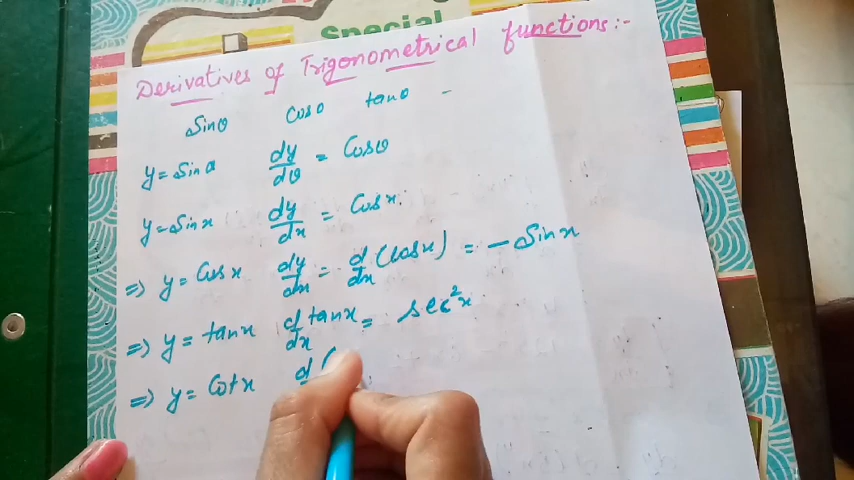 Special
Derivatives of Trigonometrical functions:-
Sinθ Cosθ tanθ -
y = Sinθ dy/dθ = Cosθ
y = Sinx dy/dx = Cosx.
=> y = Cosx dy/dx = d/dx (Cosx) = - Sinx
=> y = tanx d/dx tanx = sec²x
=> y = Cotx d (